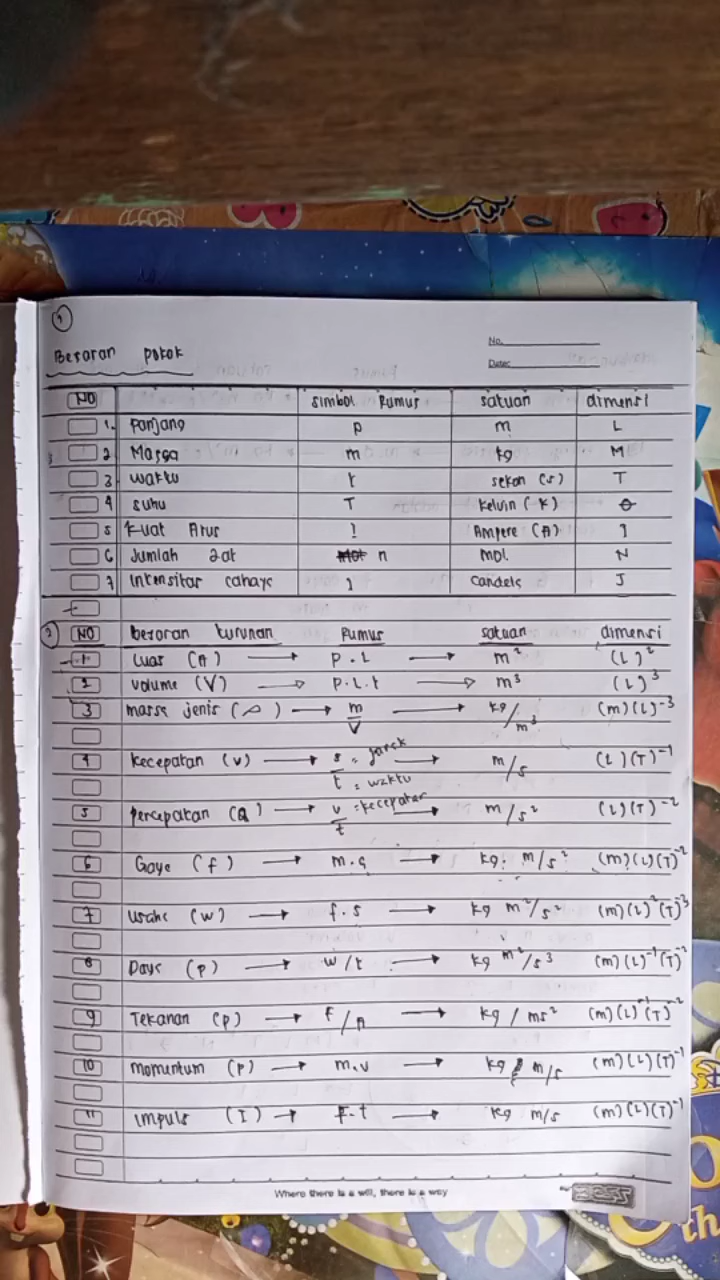 1
No.
Besaran pokok
Date:
NO simbol Rumus satuan dimensi
1. panjang p m L
2 Massa m kg M
3 waktu t sekon (s) T
4 suhu T kelvin (K) θ
5 kuat Arus I Ampere (A) I
6 Jumlah zat n mol N
7 Intensitas cahaya J Candela J
2 NO besaran turunan Rumus satuan dimensi
1. Luas (A) → p.L → m² (L)²
2 volume (V) → p.L.t → m³ (L)³
3 massa jenis (ρ) → m/V → kg/m³ (m)(L)⁻³
4 kecepatan (v) → s/t s = jarak → m/s (L)(T)⁻¹
t = waktu
5 percepatan (a) → v/t v = kecepatan → m/s² (L)(T)⁻²
6 Gaya (f) → m.a → kg. m/s² (m)(L)(T)⁻²
7 usaha (w) → f.s → kg m²/s² (m)(L)²(T)⁻³
8 Daya (p) → w/t → kg m²/s³ (m)(L)⁻¹(T)⁻²
9 Tekanan (p) → F/A → kg/ms² (m)(L)⁻¹(T)⁻²
10 momentum (p) → m.v → kg m/s (m)(L)(T)⁻¹
11 impuls (I) → F.t → kg m/s (m)(L)(T)⁻¹
Where there is a will, there is a way